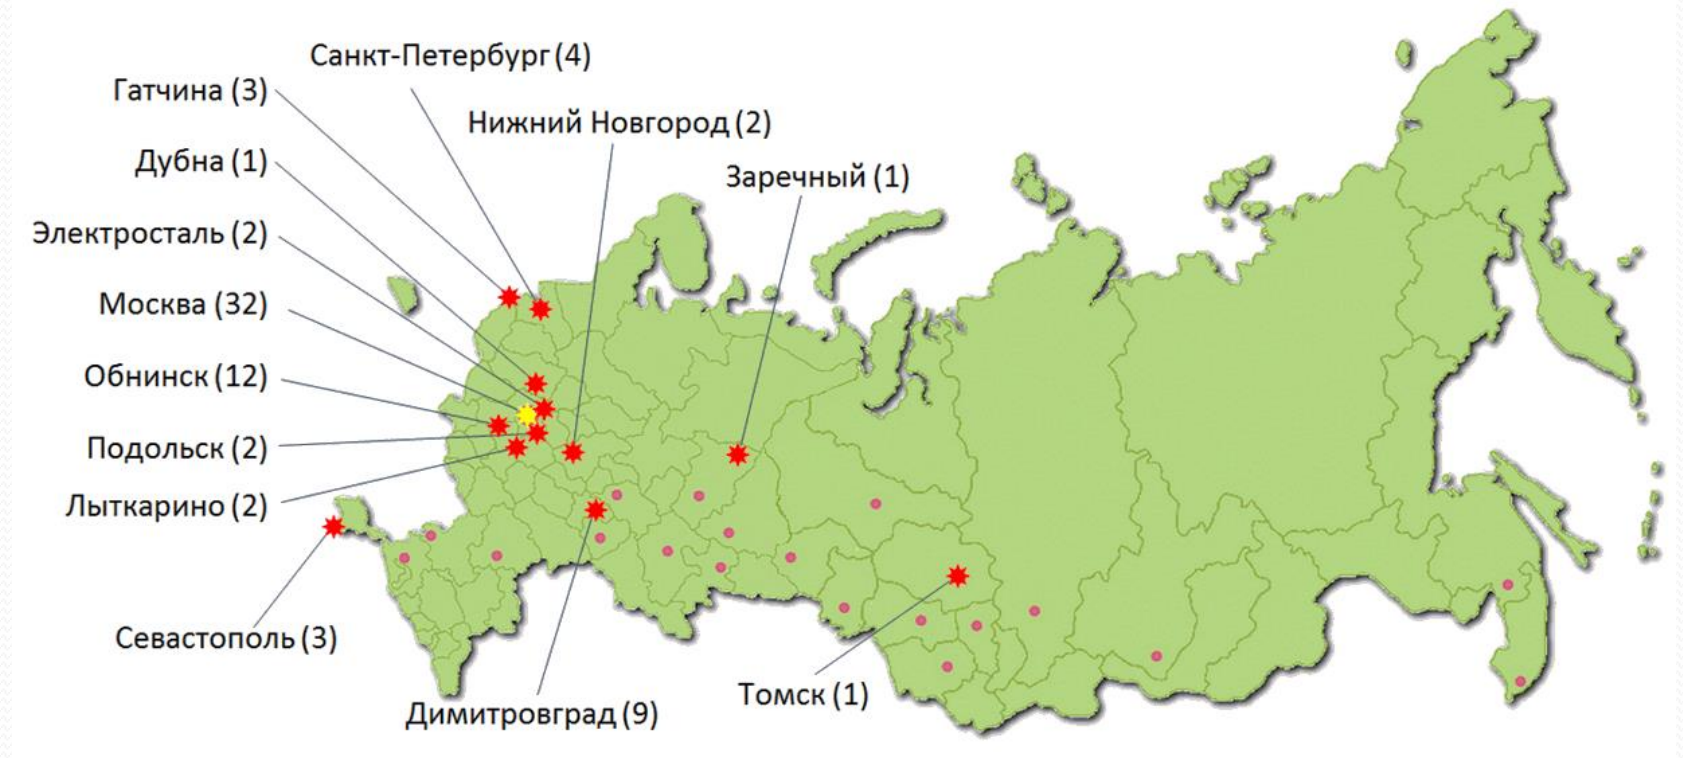 Санкт-Петербург (4)
Гатчина (3)
Нижний Новгород (2)
Дубна (1)
Заречный (1)
Электросталь (2)
Москва (32)
Обнинск (12)
Подольск (2)
Лыткарино (2)
Севастополь (3)
Томск (1)
Димитровград (9)